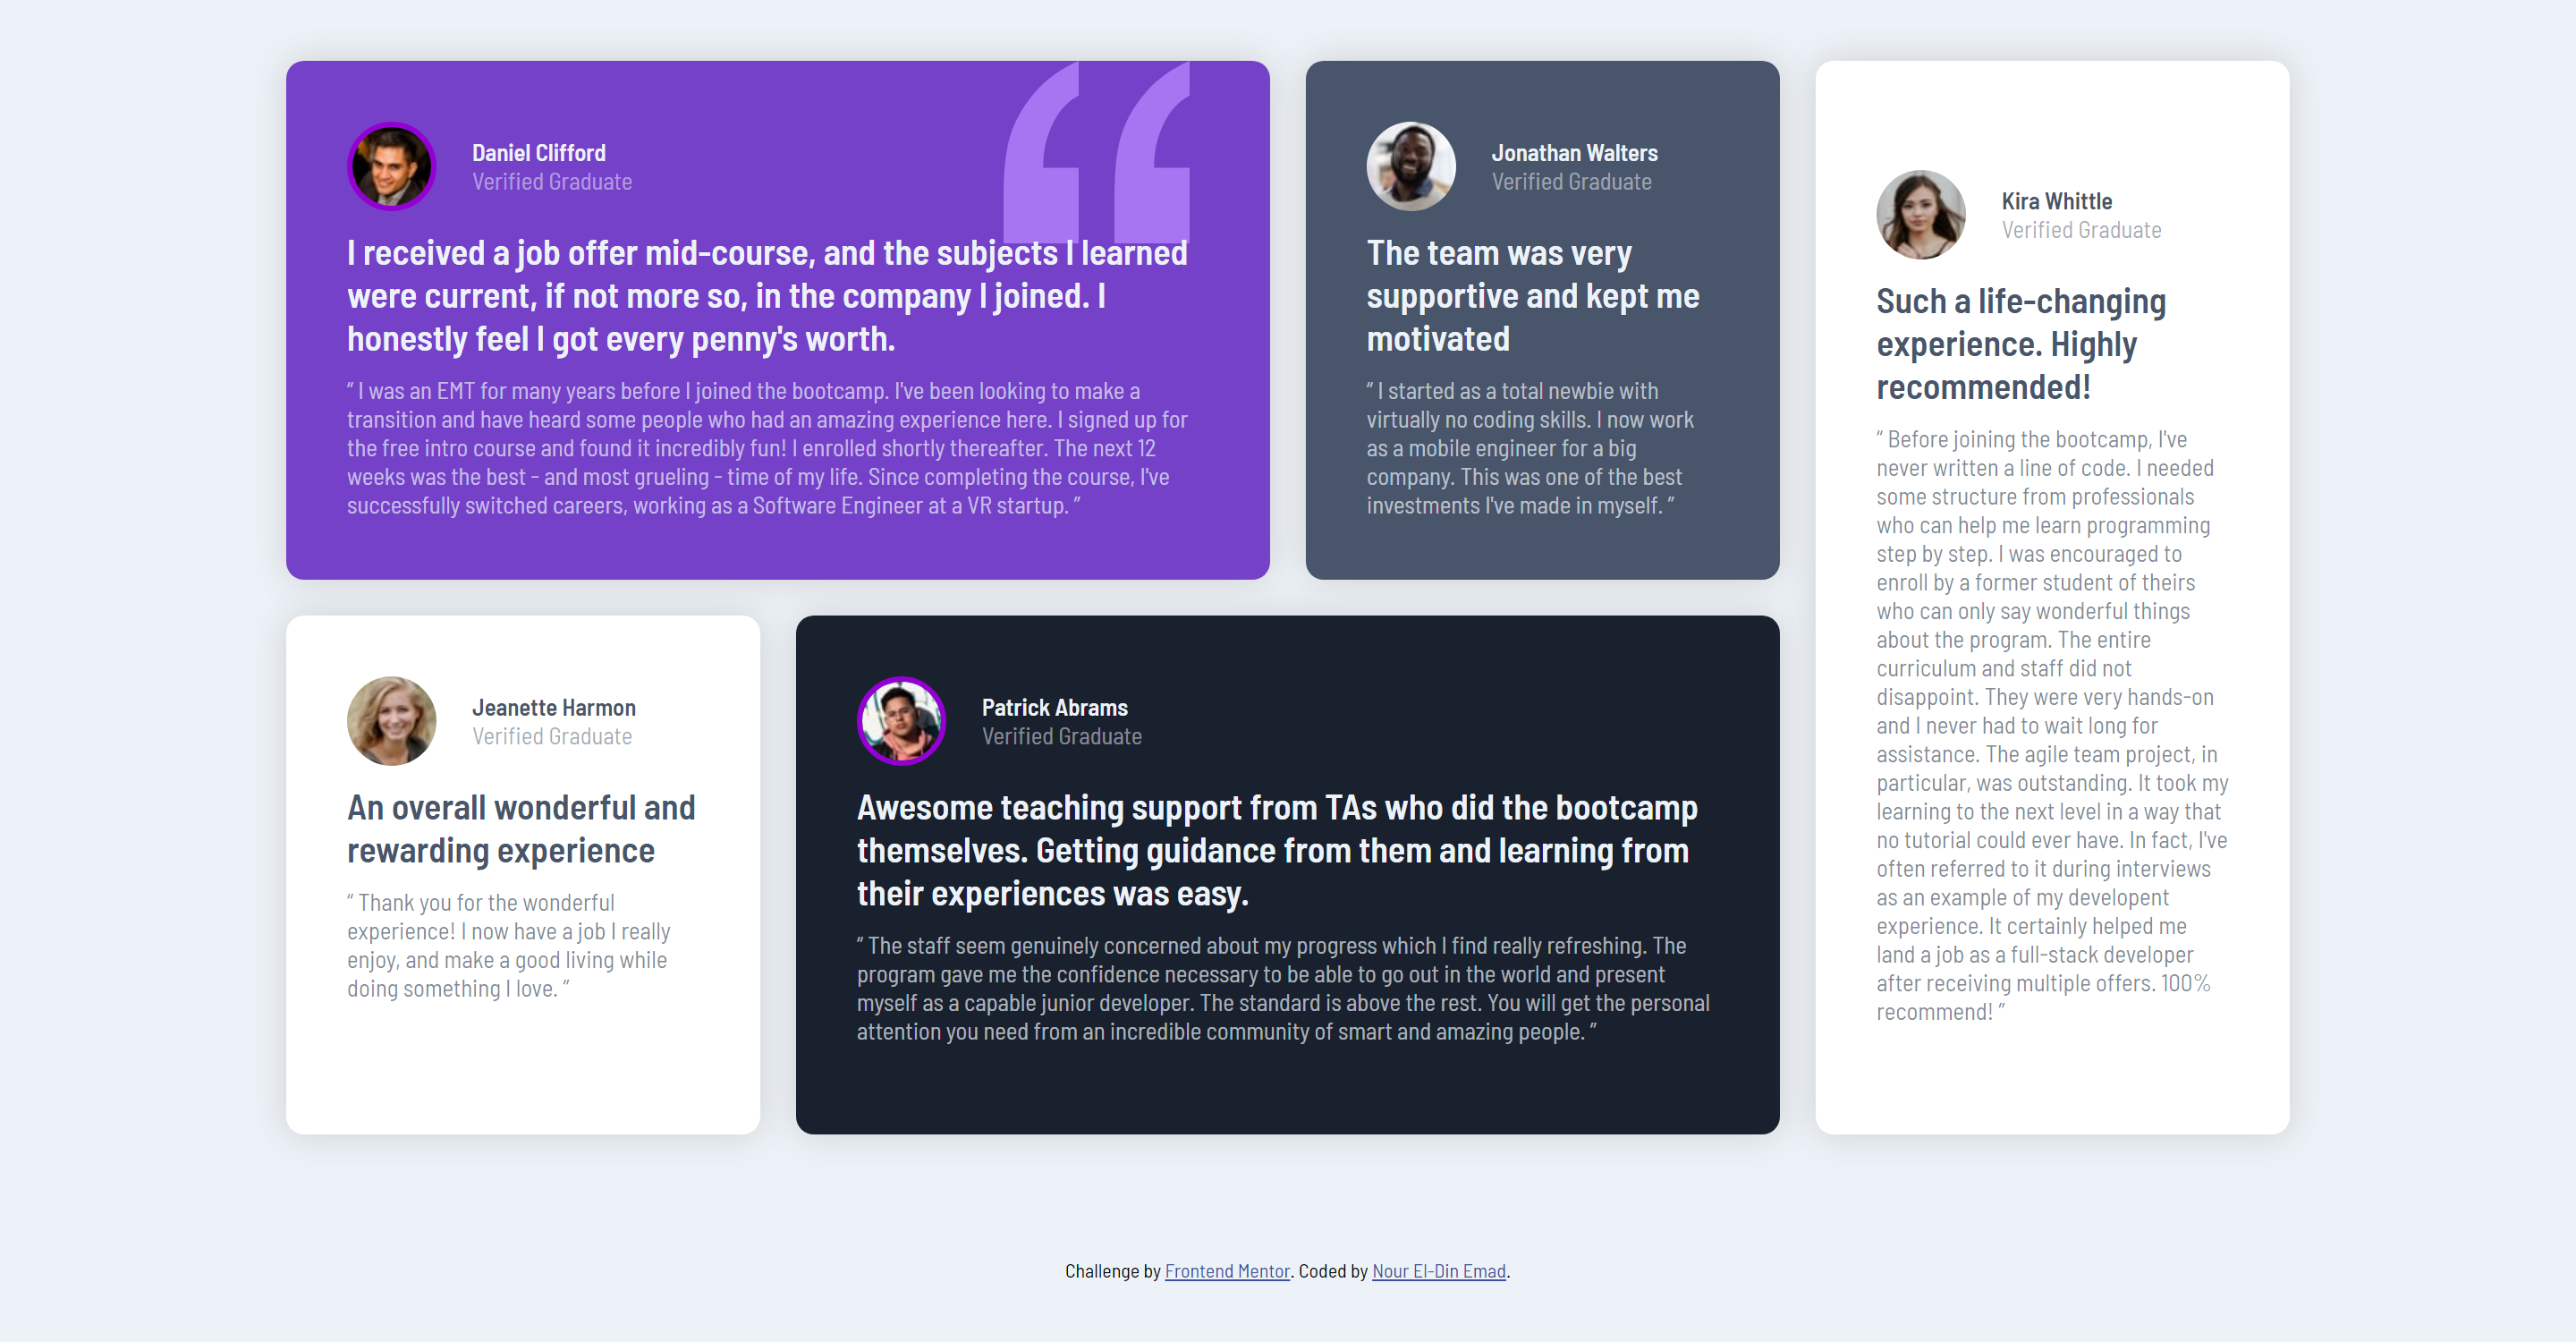 Daniel Clifford
Verified Graduate
I received a job offer mid-course, and the subjects I learned
were current, if not more so, in the company I joined. I
honestly feel I got every penny's worth.
“ I was an EMT for many years before I joined the bootcamp. I've been looking to make a
transition and have heard some people who had an amazing experience here. I signed up for
the free intro course and found it incredibly fun! I enrolled shortly thereafter. The next 12
weeks was the best - and most grueling - time of my life. Since completing the course, I've
successfully switched careers, working as a Software Engineer at a VR startup. ”
Jonathan Walters
Verified Graduate
The team was very
supportive and kept me
motivated
“ I started as a total newbie with
virtually no coding skills. I now work
as a mobile engineer for a big
company. This was one of the best
investments I've made in myself. ”
Kira Whittle
Verified Graduate
Such a life-changing
experience. Highly
recommended!
“ Before joining the bootcamp, I've
never written a line of code. I needed
some structure from professionals
who can help me learn programming
step by step. I was encouraged to
enroll by a former student of theirs
who can only say wonderful things
about the program. The entire
curriculum and staff did not
disappoint. They were very hands-on
and I never had to wait long for
assistance. The agile team project, in
particular, was outstanding. It took my
learning to the next level in a way that
no tutorial could ever have. In fact, I've
often referred to it during interviews
as an example of my developent
experience. It certainly helped me
land a job as a full-stack developer
after receiving multiple offers. 100%
recommend! ”
Jeanette Harmon
Verified Graduate
An overall wonderful and
rewarding experience
“ Thank you for the wonderful
experience! I now have a job I really
enjoy, and make a good living while
doing something I love. ”
Patrick Abrams
Verified Graduate
Awesome teaching support from TAs who did the bootcamp
themselves. Getting guidance from them and learning from
their experiences was easy.
“ The staff seem genuinely concerned about my progress which I find really refreshing. The
program gave me the confidence necessary to be able to go out in the world and present
myself as a capable junior developer. The standard is above the rest. You will get the personal
attention you need from an incredible community of smart and amazing people. ”
Challenge by Frontend Mentor. Coded by Nour El-Din Emad.